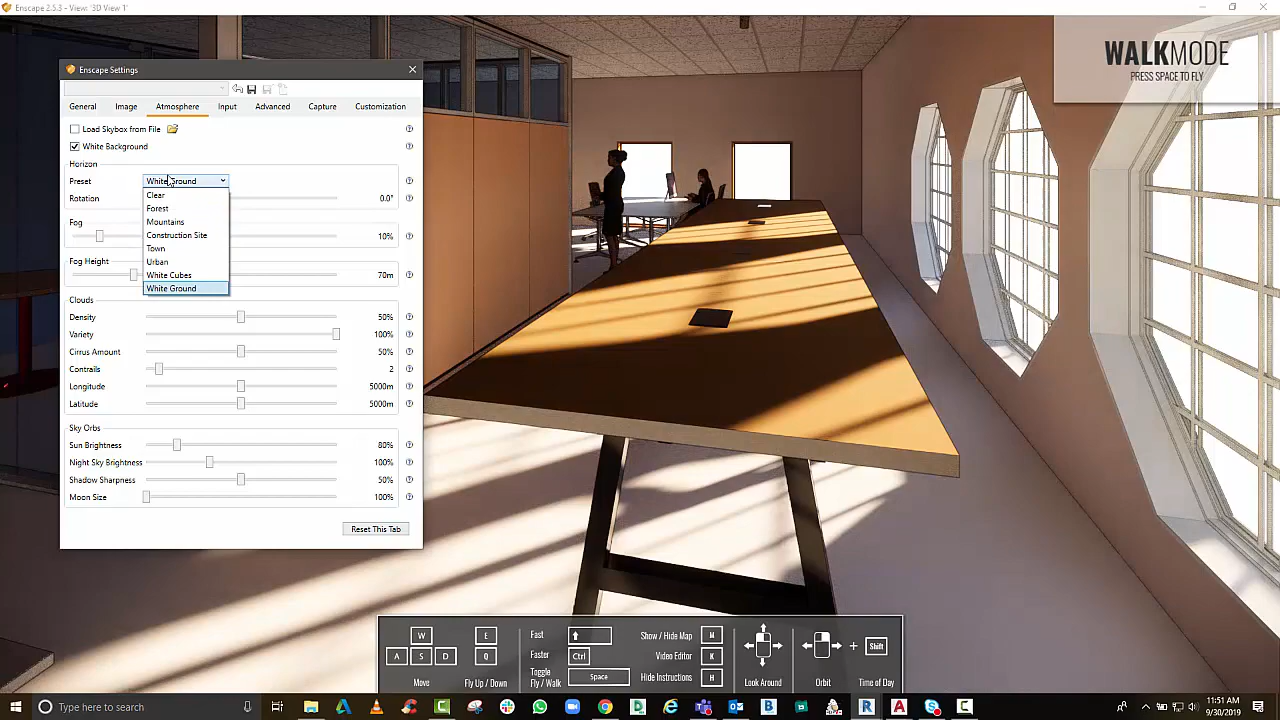 Enscape 2.5.3 - View: '3D View 1'
WALKMODE
PRESS SPACE TO FLY
Enscape Settings
General Image Atmosphere Input Advanced Capture Customization
Load Skybox from File
White Background
Horizon
Preset White Ground
Clear
Rotation 0.0°
Forest
Mountains
Fog 10%
Construction Site
Town
Fog Height 70m
Urban
White Cubes
White Ground
Clouds
Density 50%
Variety 100%
Cirrus Amount 50%
Contrails 2
Longitude 5000m
Latitude 5000m
Sky Orbs
Sun Brightness 80%
Night Sky Brightness 100%
Shadow Sharpness 50%
Moon Size 100%
Reset This Tab
W E Fast Show / Hide Map M
A S D Q Faster Ctrl Video Editor K + Shift
Toggle Fly / Walk Space Hide Instructions H
Move Fly Up / Down Look Around Orbit Time of Day
Type here to search
11:51 AM
9/30/2019